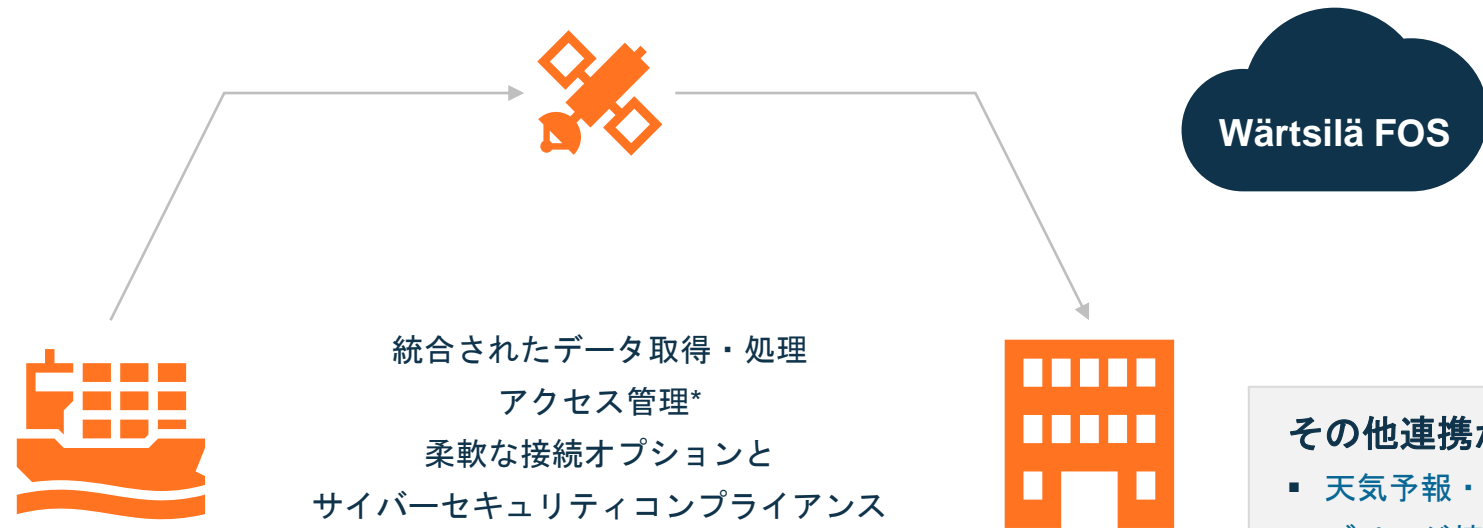 Wärtsilä FOS
統合されたデータ取得・処理
アクセス管理*
柔軟な接続オプションと
サイバーセキュリティコンプライアンス
その他連携
▪ 天気予報・